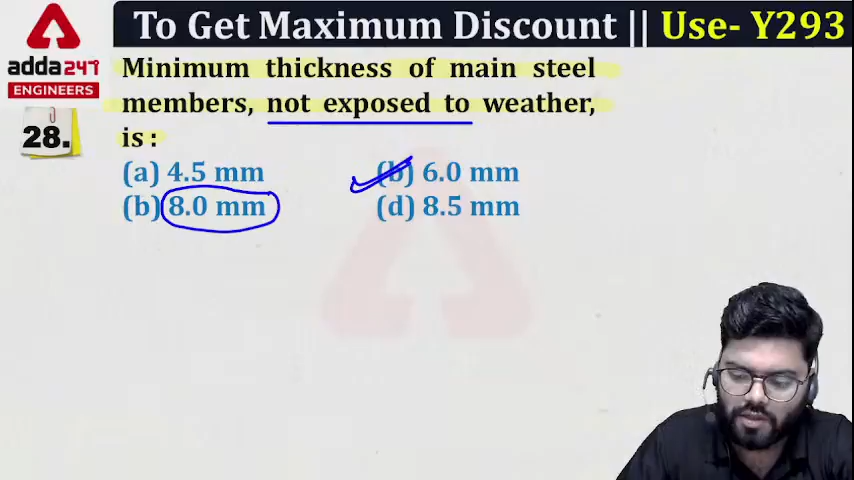 To Get Maximum Discount || Use- Y293
adda247
ENGINEERS
28.
Minimum thickness of main steel
members, not exposed to weather,
is :
(a) 4.5 mm (b) 6.0 mm
(b) 8.0 mm (d) 8.5 mm